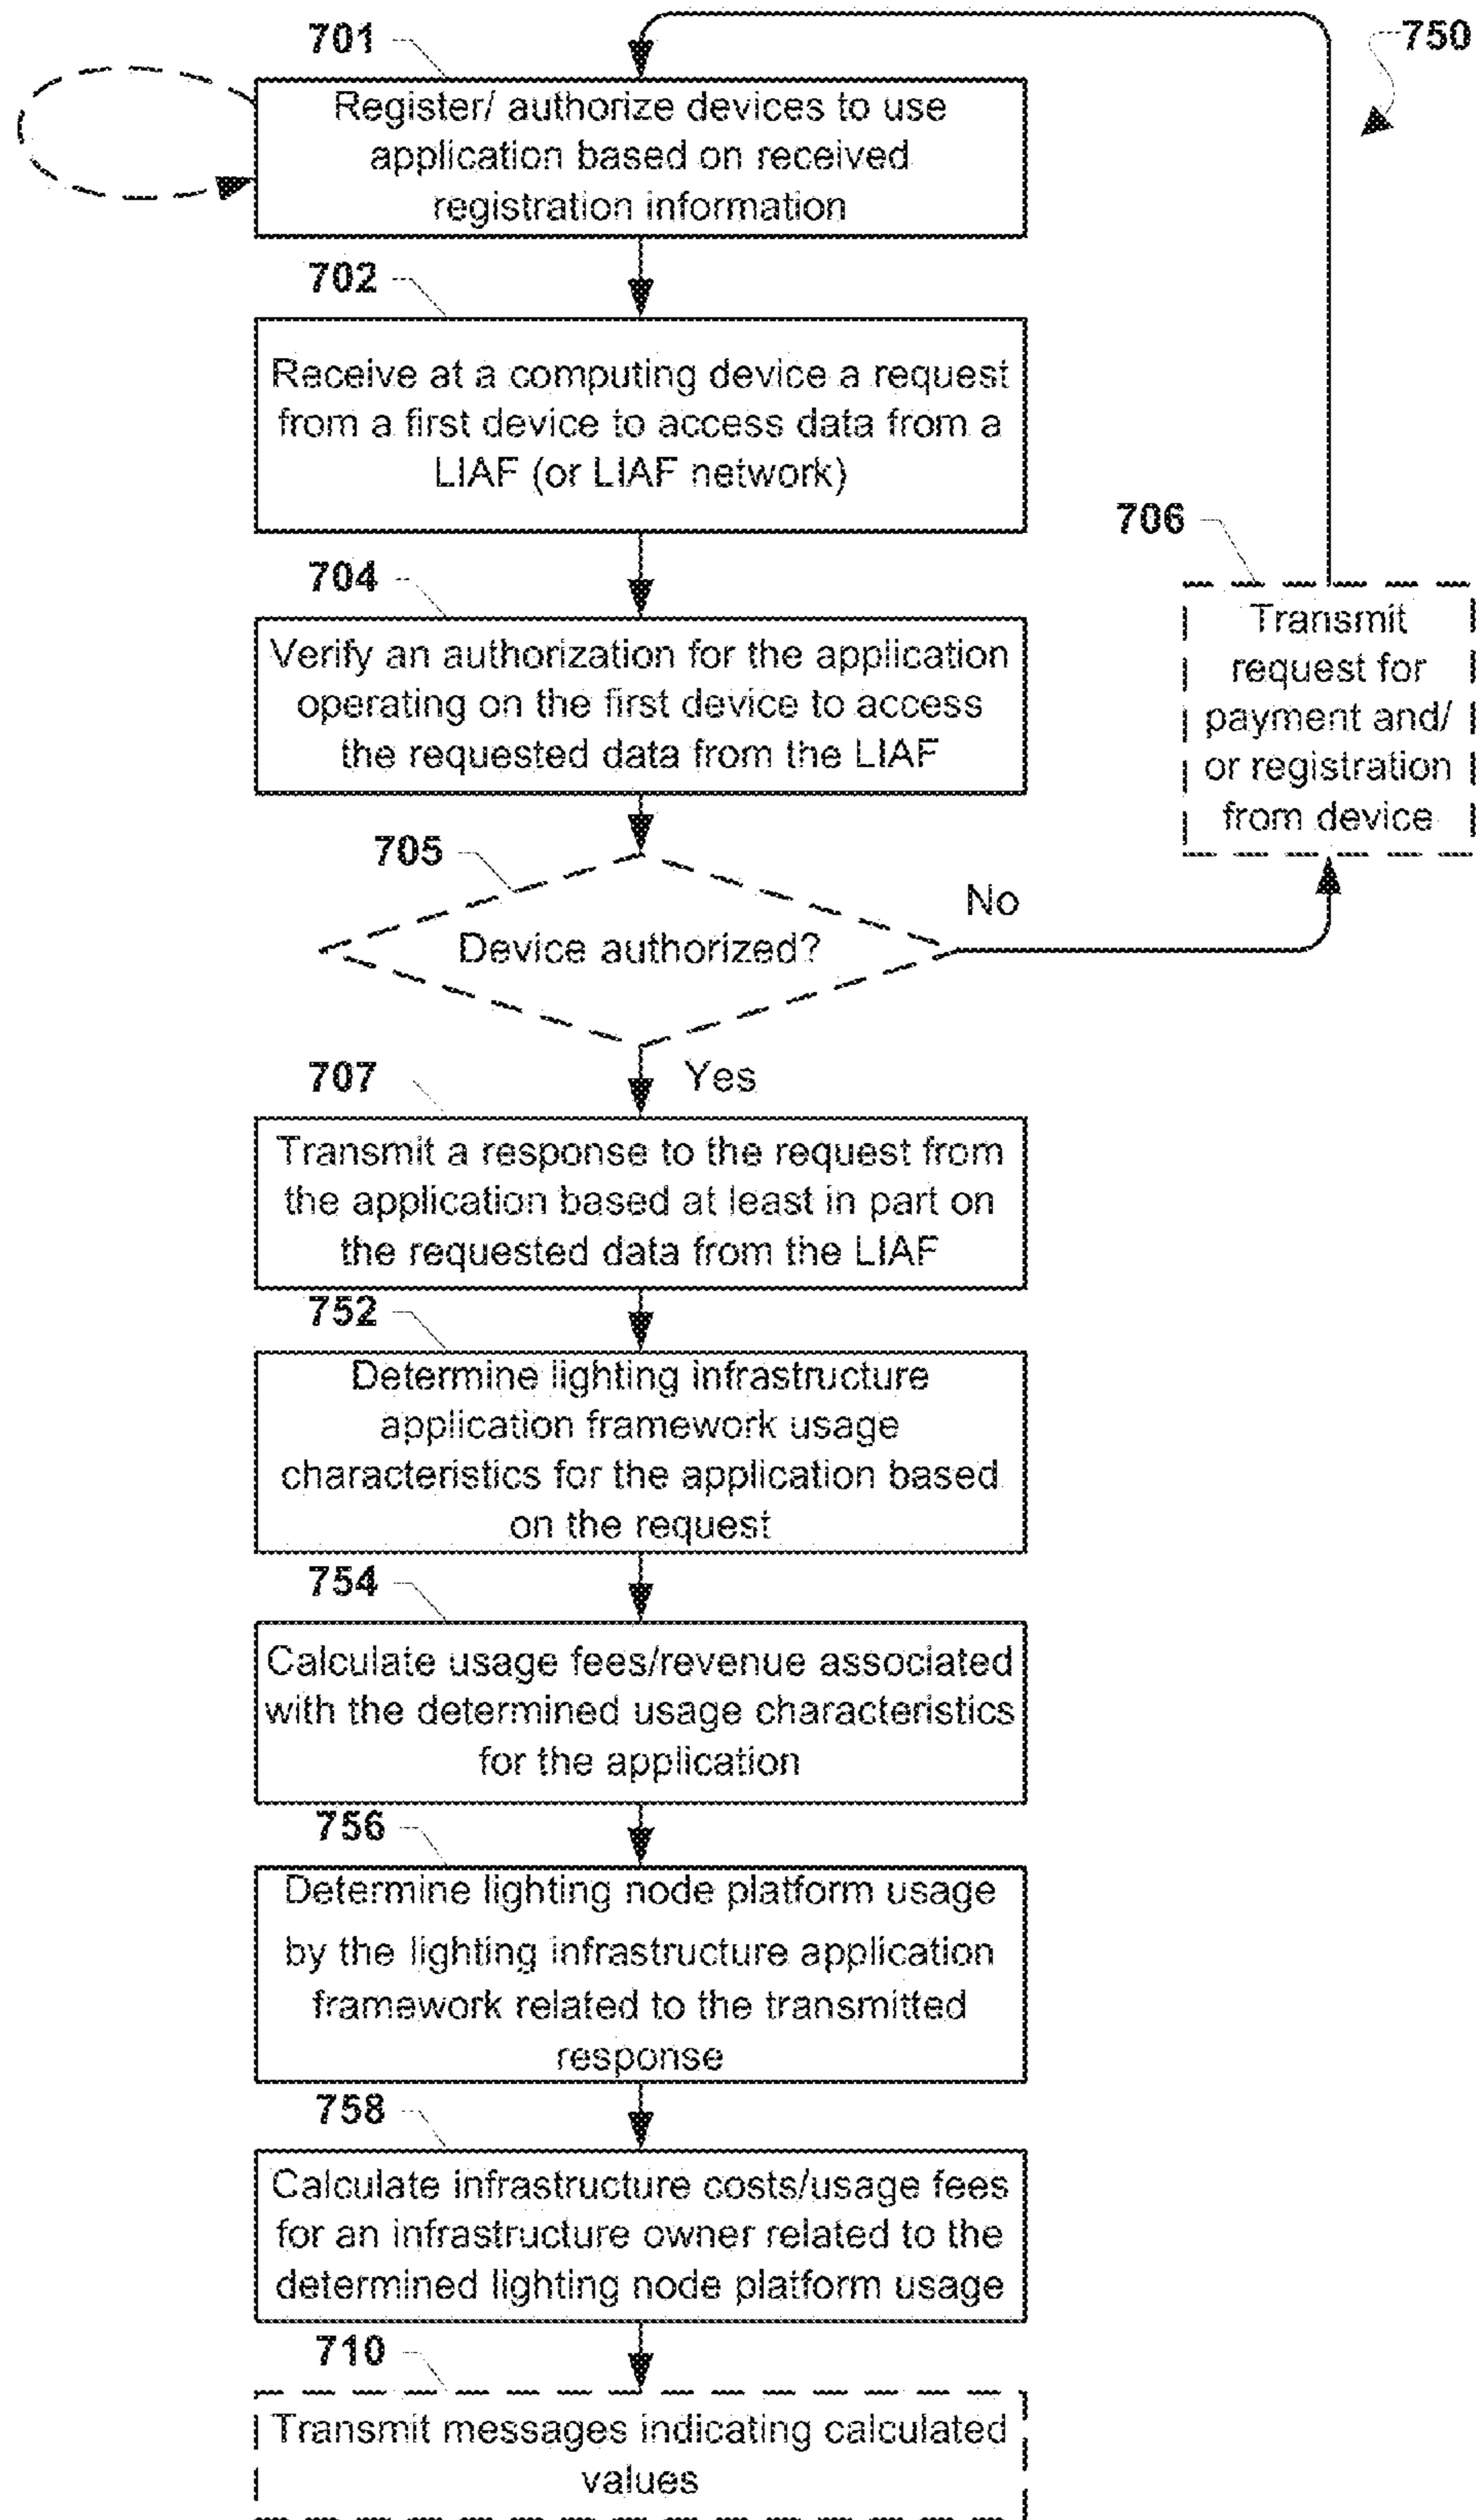 701
750
Register/ authorize devices to use
application based on received
registration information
702
Receive at a computing device a request
from a first device to access data from a
LIAF (or LIAF network)
704
Verify an authorization for the application
operating on the first device to access
the requested data from the LIAF
706
Transmit
request for
payment and/
or registration
from device
705
Device authorized?
No
Yes
707
Transmit a response to the request from
the application based at least in part on
the requested data from the LIAF
752
Determine lighting infrastructure
application framework usage
characteristics for the application based
on the request
754
Calculate usage fees/revenue associated
with the determined usage characteristics
for the application
756
Determine lighting node platform usage
by the lighting infrastructure application
framework related to the transmitted
response
758
Calculate infrastructure costs/usage fees
for an infrastructure owner related to the
determined lighting node platform usage
710
Transmit messages indicating calculated
values